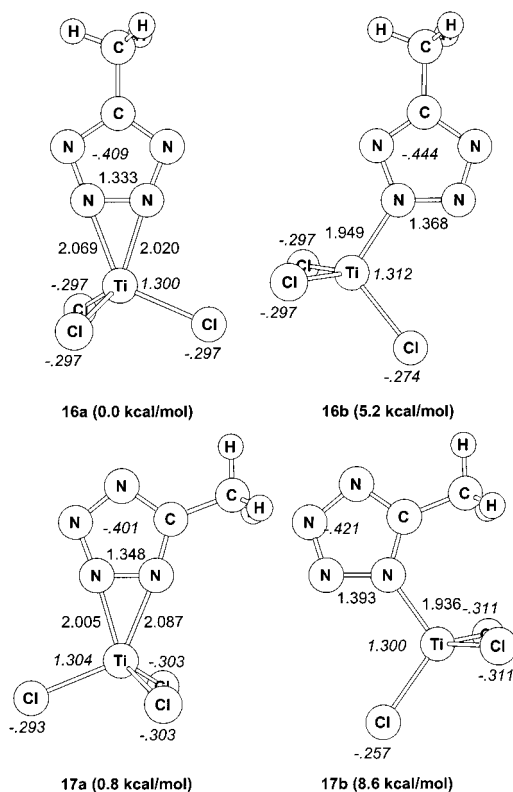 H H H
C
C
N N
-.409
1.333
N N
2.069 2.020
-.297 Ti 1.300
Cl
Cl Cl
-.297 -.297
16a (0.0 kcal/mol)
H H H
C
C
N N
-.444
N N
1.949 1.368
-.297
Cl Ti 1.312
Cl
-.297
Cl
-.274
16b (5.2 kcal/mol)
H
N C H
N -.401 C
1.348
N N
2.005 2.087
1.304 Ti -.303
Cl Cl
Cl
-.293 -.303
17a (0.8 kcal/mol)
H
N C H
N -.421 C
N N
1.393
1.936 -.311
1.300 Ti Cl
-.311
Cl
-.257
17b (8.6 kcal/mol)